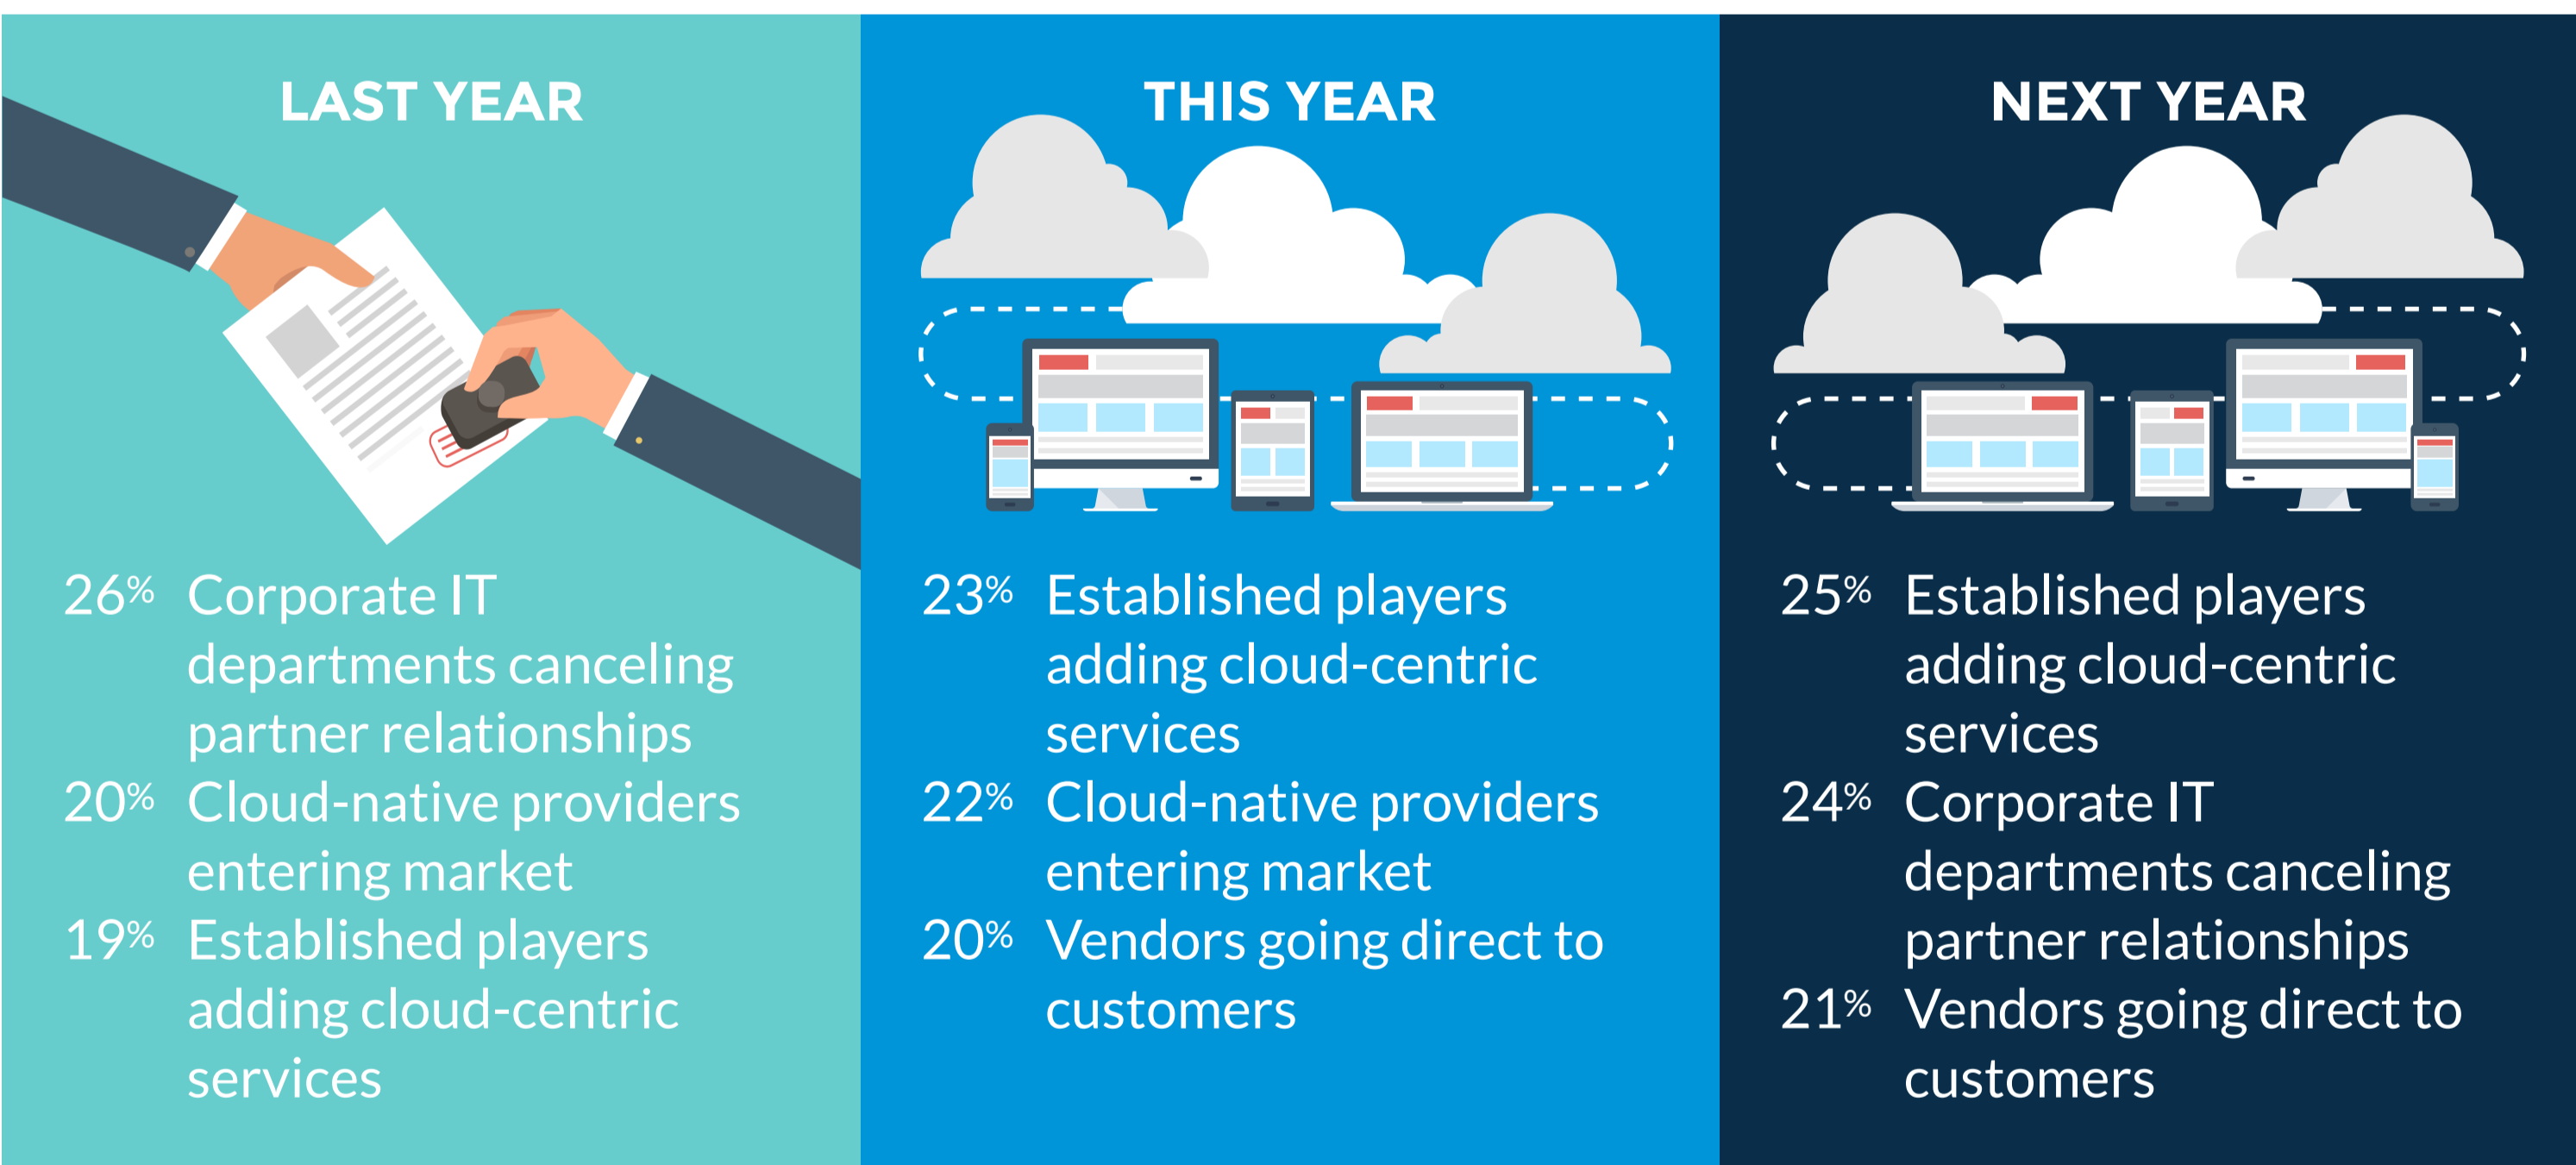 LAST YEAR
26% Corporate IT
departments canceling
partner relationships
20% Cloud-native providers
entering market
19% Established players
adding cloud-centric
services
THIS YEAR
23% Established players
adding cloud-centric
services
22% Cloud-native providers
entering market
20% Vendors going direct to
customers
NEXT YEAR
25% Established players
adding cloud-centric
services
24% Corporate IT
departments canceling
partner relationships
21% Vendors going direct to
customers